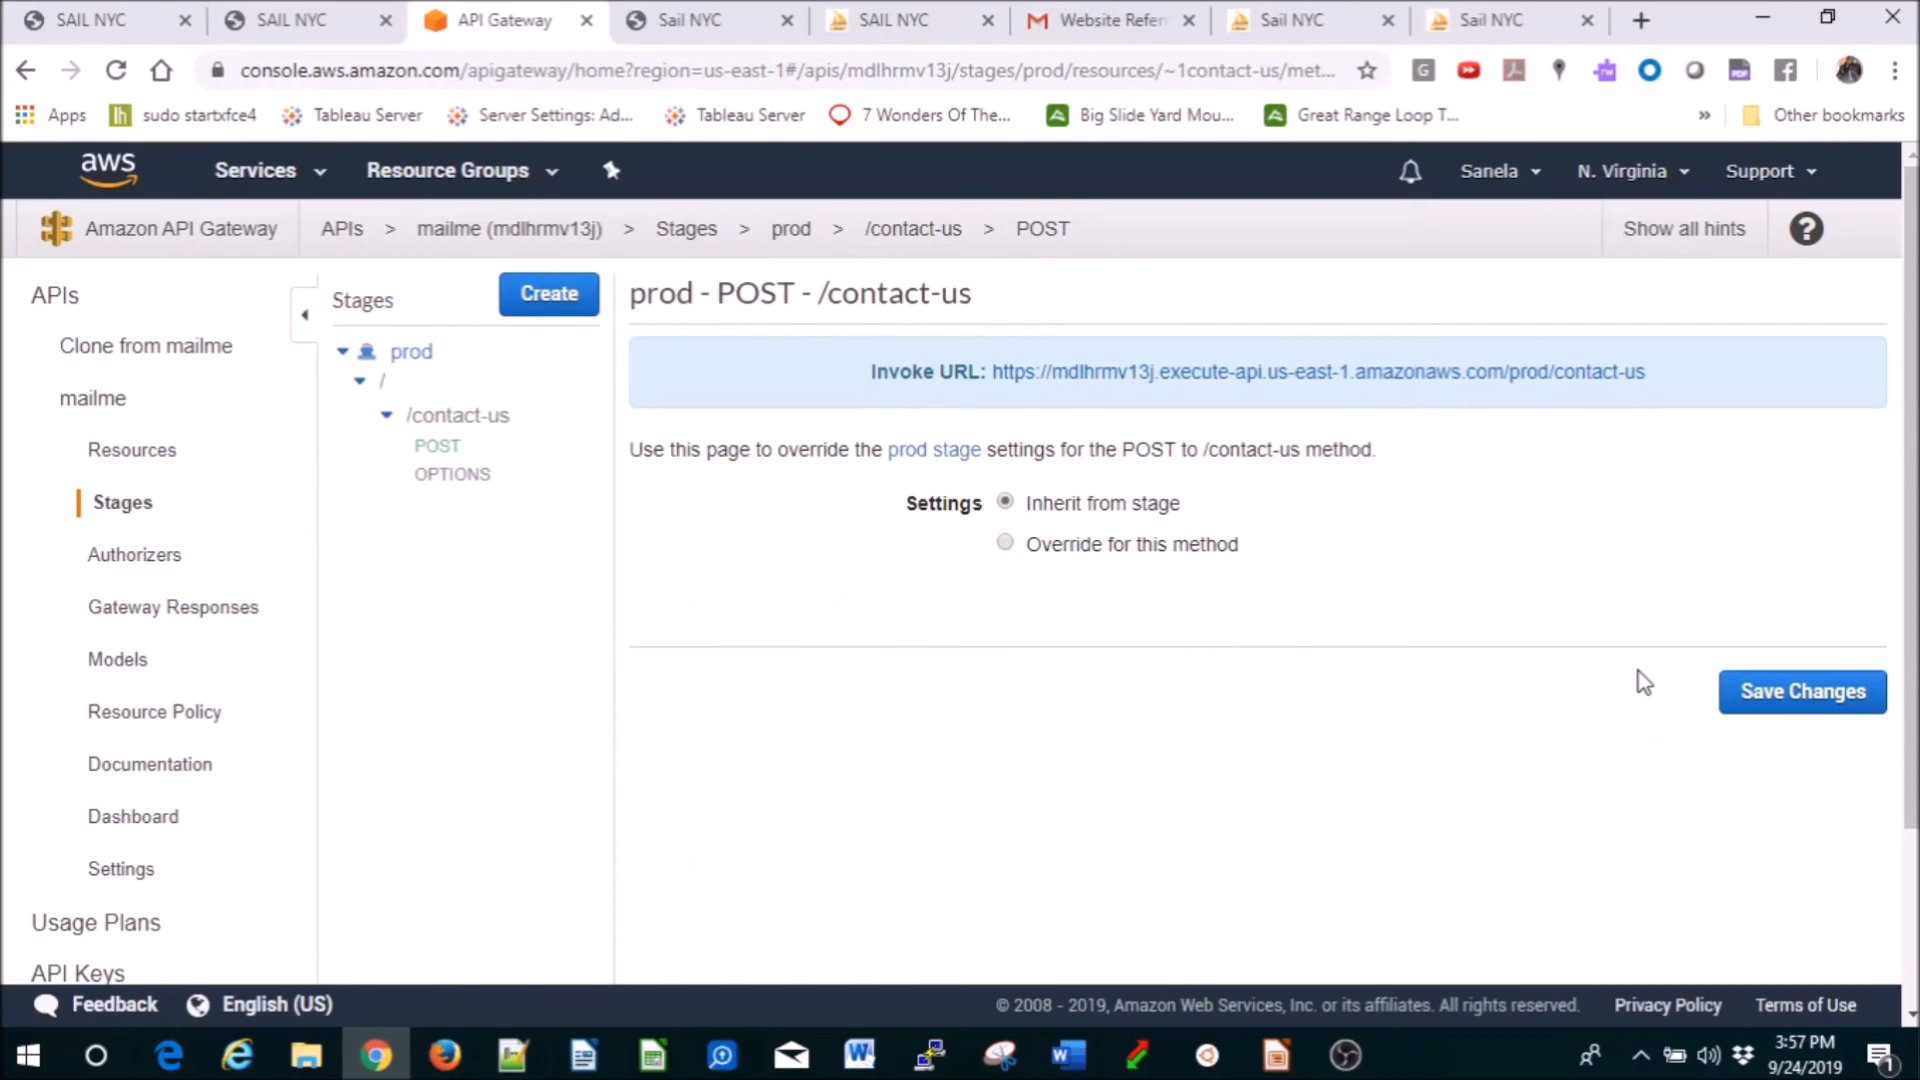 SAIL NYC
SAIL NYC
API Gateway
Sail NYC
SAIL NYC
Website Refer
Sail NYC
Sail NYC
console.aws.amazon.com/apigateway/home?region=us-east-1#/apis/mdlhrmv13j/stages/prod/resources/~1contact-us/met...
Apps
sudo startxfce4
Tableau Server
Server Settings: Ad...
Tableau Server
7 Wonders Of The...
Big Slide Yard Mou...
Great Range Loop T...
»
Other bookmarks
aws
Services
Resource Groups
Sanela
N. Virginia
Support
Amazon API Gateway
APIs > mailme (mdlhrmv13j) > Stages > prod > /contact-us > POST
Show all hints
?
APIs
Clone from mailme
mailme
Resources
Stages
Authorizers
Gateway Responses
Models
Resource Policy
Documentation
Dashboard
Settings
Usage Plans
API Keys
Stages
Create
prod
/
/contact-us
POST
OPTIONS
prod - POST - /contact-us
Invoke URL: https://mdlhrmv13j.execute-api.us-east-1.amazonaws.com/prod/contact-us
Use this page to override the prod stage settings for the POST to /contact-us method.
Settings
Inherit from stage
Override for this method
Save Changes
Feedback
English (US)
© 2008 - 2019, Amazon Web Services, Inc. or its affiliates. All rights reserved.
Privacy Policy
Terms of Use
3:57 PM
9/24/2019
1